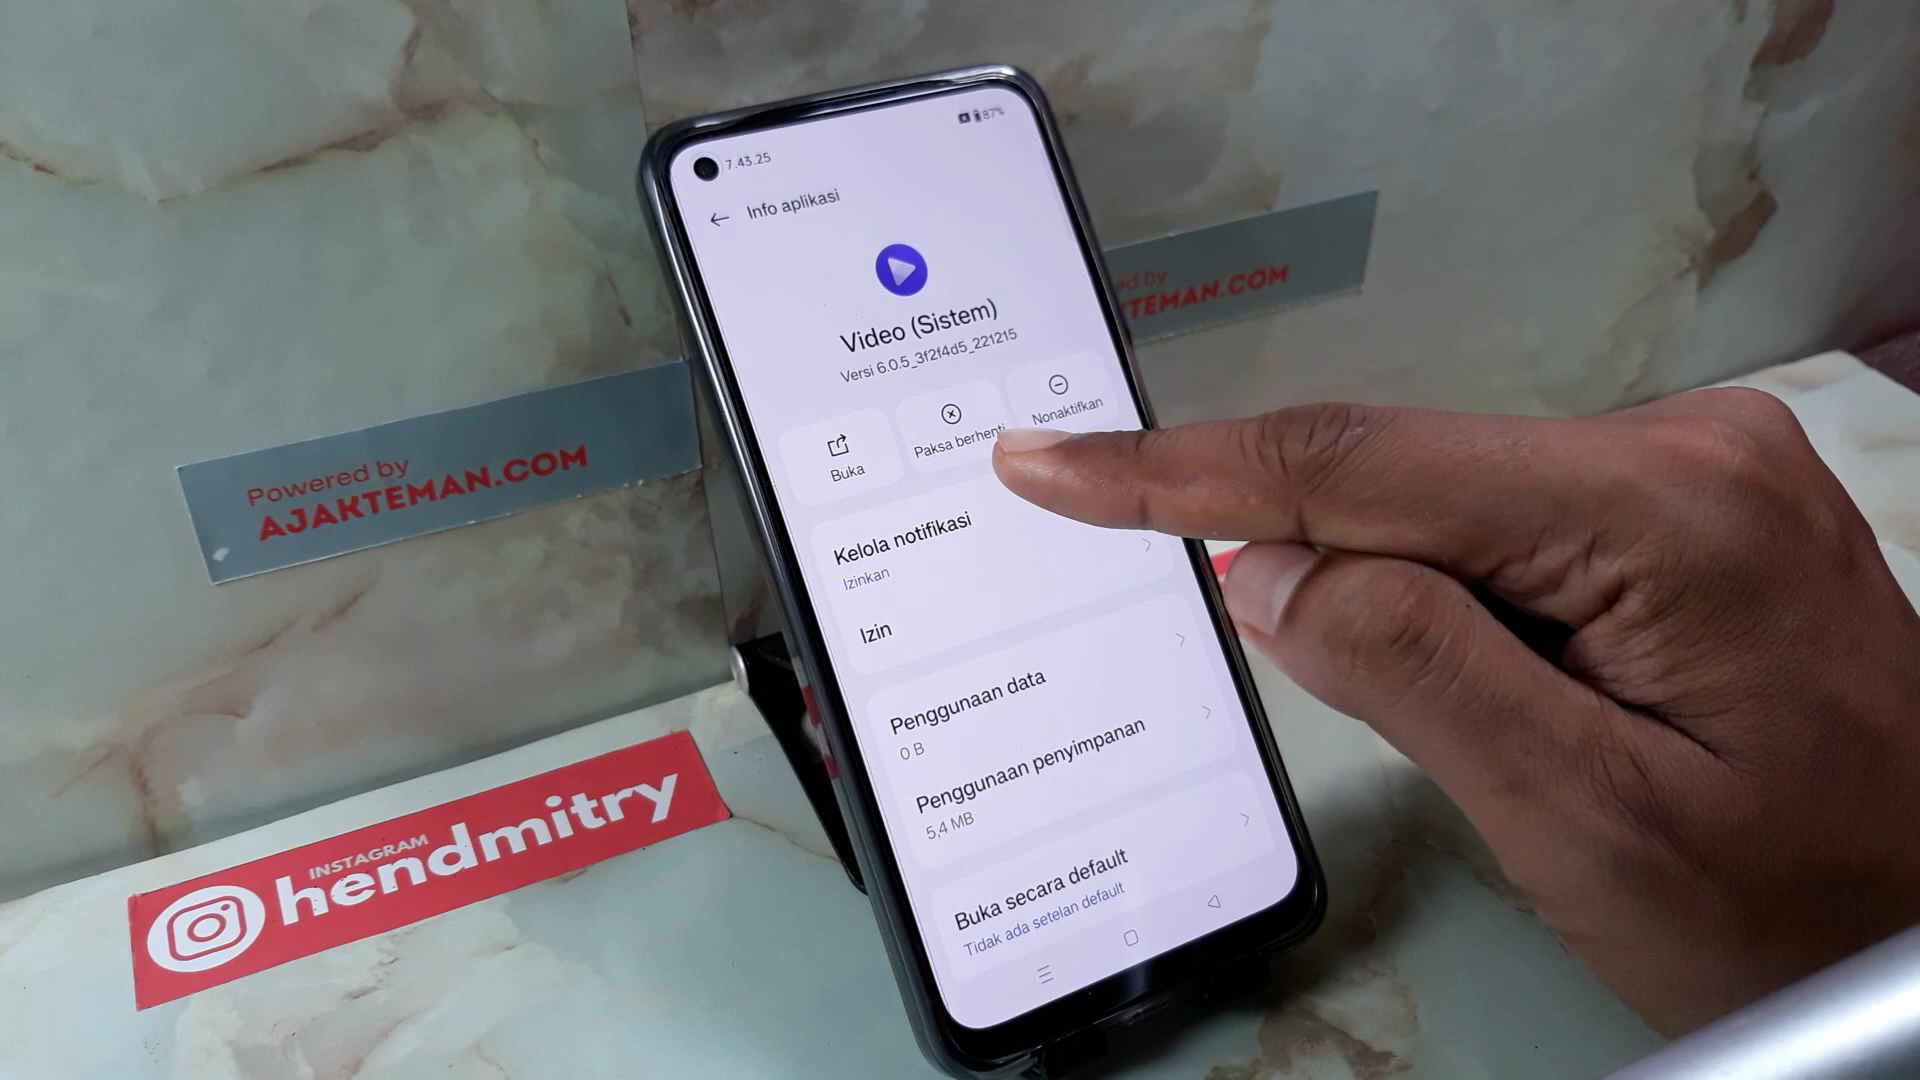 7.43.25
87%
Info aplikasi
Video (Sistem)
Versi 6.0.5_3f2f4d5_221215
Buka
Paksa berhenti
Nonaktifkan
Kelola notifikasi
Izinkan
Izin
Penggunaan data
0 B
Penggunaan penyimpanan
5,4 MB
Buka secara default
Tidak ada setelan default
Powered by
AJAKTEMAN.COM
ed by
TEMAN.COM
INSTAGRAM
hendmitry